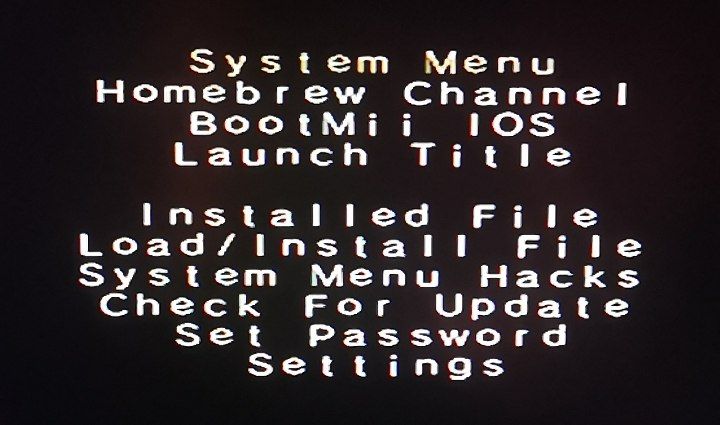 System Menu
Homebrew Channel
BootMii IOS
Launch Title
Installed File
Load/Install File
System Menu Hacks
Check For Update
Set Password
Settings